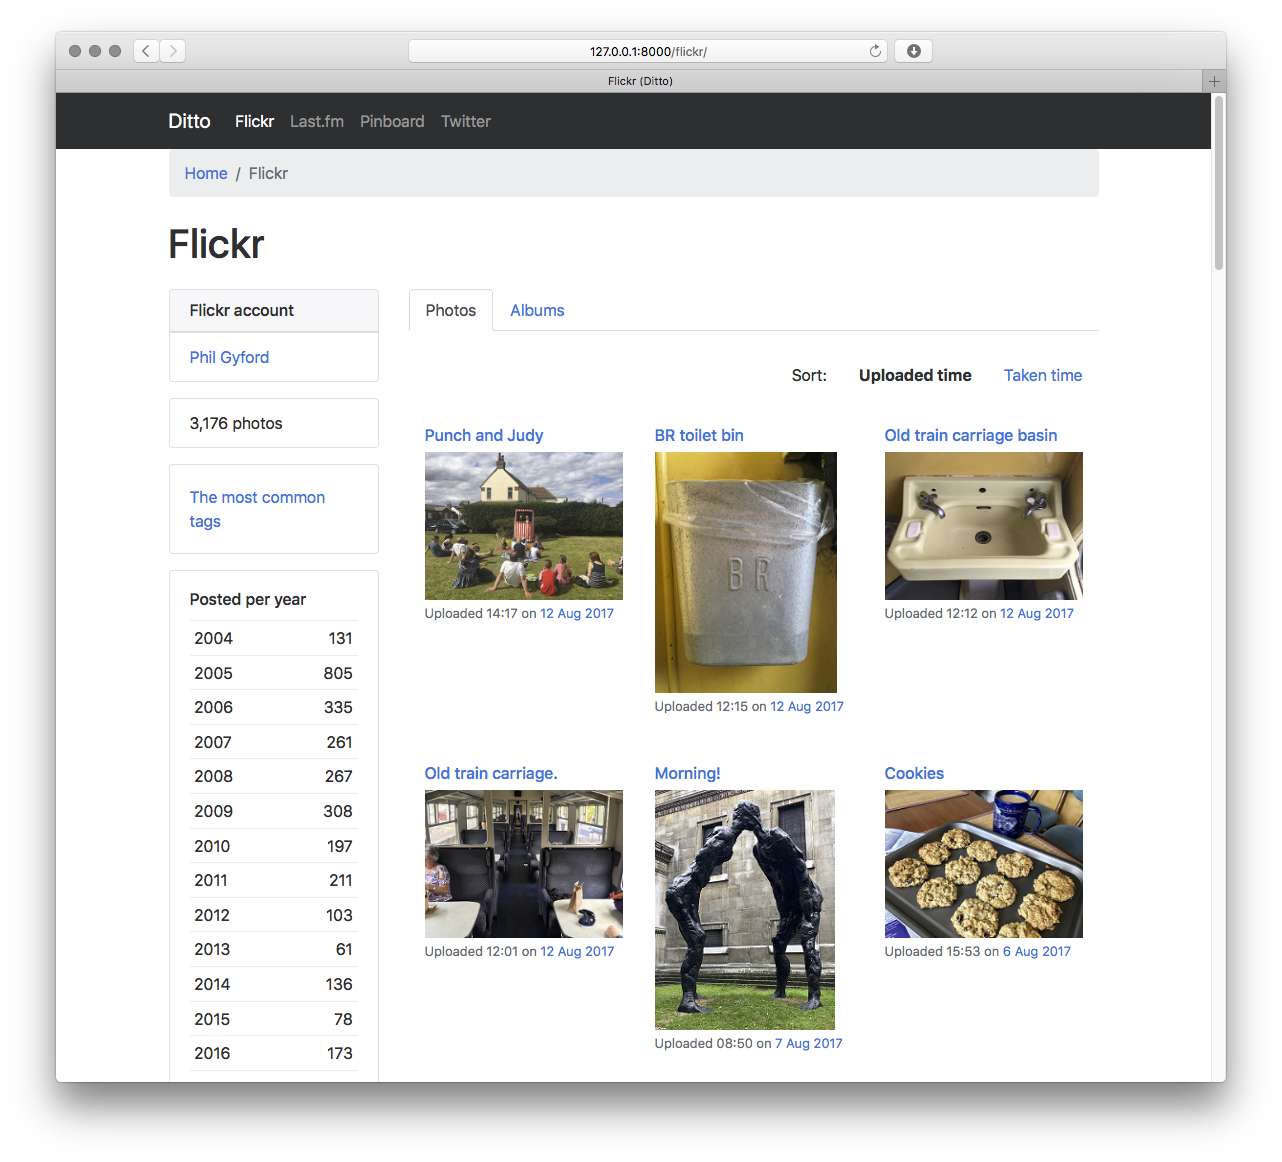 127.0.0.1:8000/flickr/
Flickr (Ditto)
Ditto Flickr Last.fm Pinboard Twitter
Home / Flickr
Flickr
Flickr account
Phil Gyford
3,176 photos
The most common
tags
Posted per year
2004 131
2005 805
2006 335
2007 261
2008 267
2009 308
2010 197
2011 211
2012 103
2013 61
2014 136
2015 78
2016 173
Photos Albums
Sort: Uploaded time Taken time
Punch and Judy
Uploaded 14:17 on 12 Aug 2017
BR toilet bin
BR
Uploaded 12:15 on 12 Aug 2017
Old train carriage basin
Uploaded 12:12 on 12 Aug 2017
Old train carriage.
Uploaded 12:01 on 12 Aug 2017
Morning!
Uploaded 08:50 on 7 Aug 2017
Cookies
Uploaded 15:53 on 6 Aug 2017